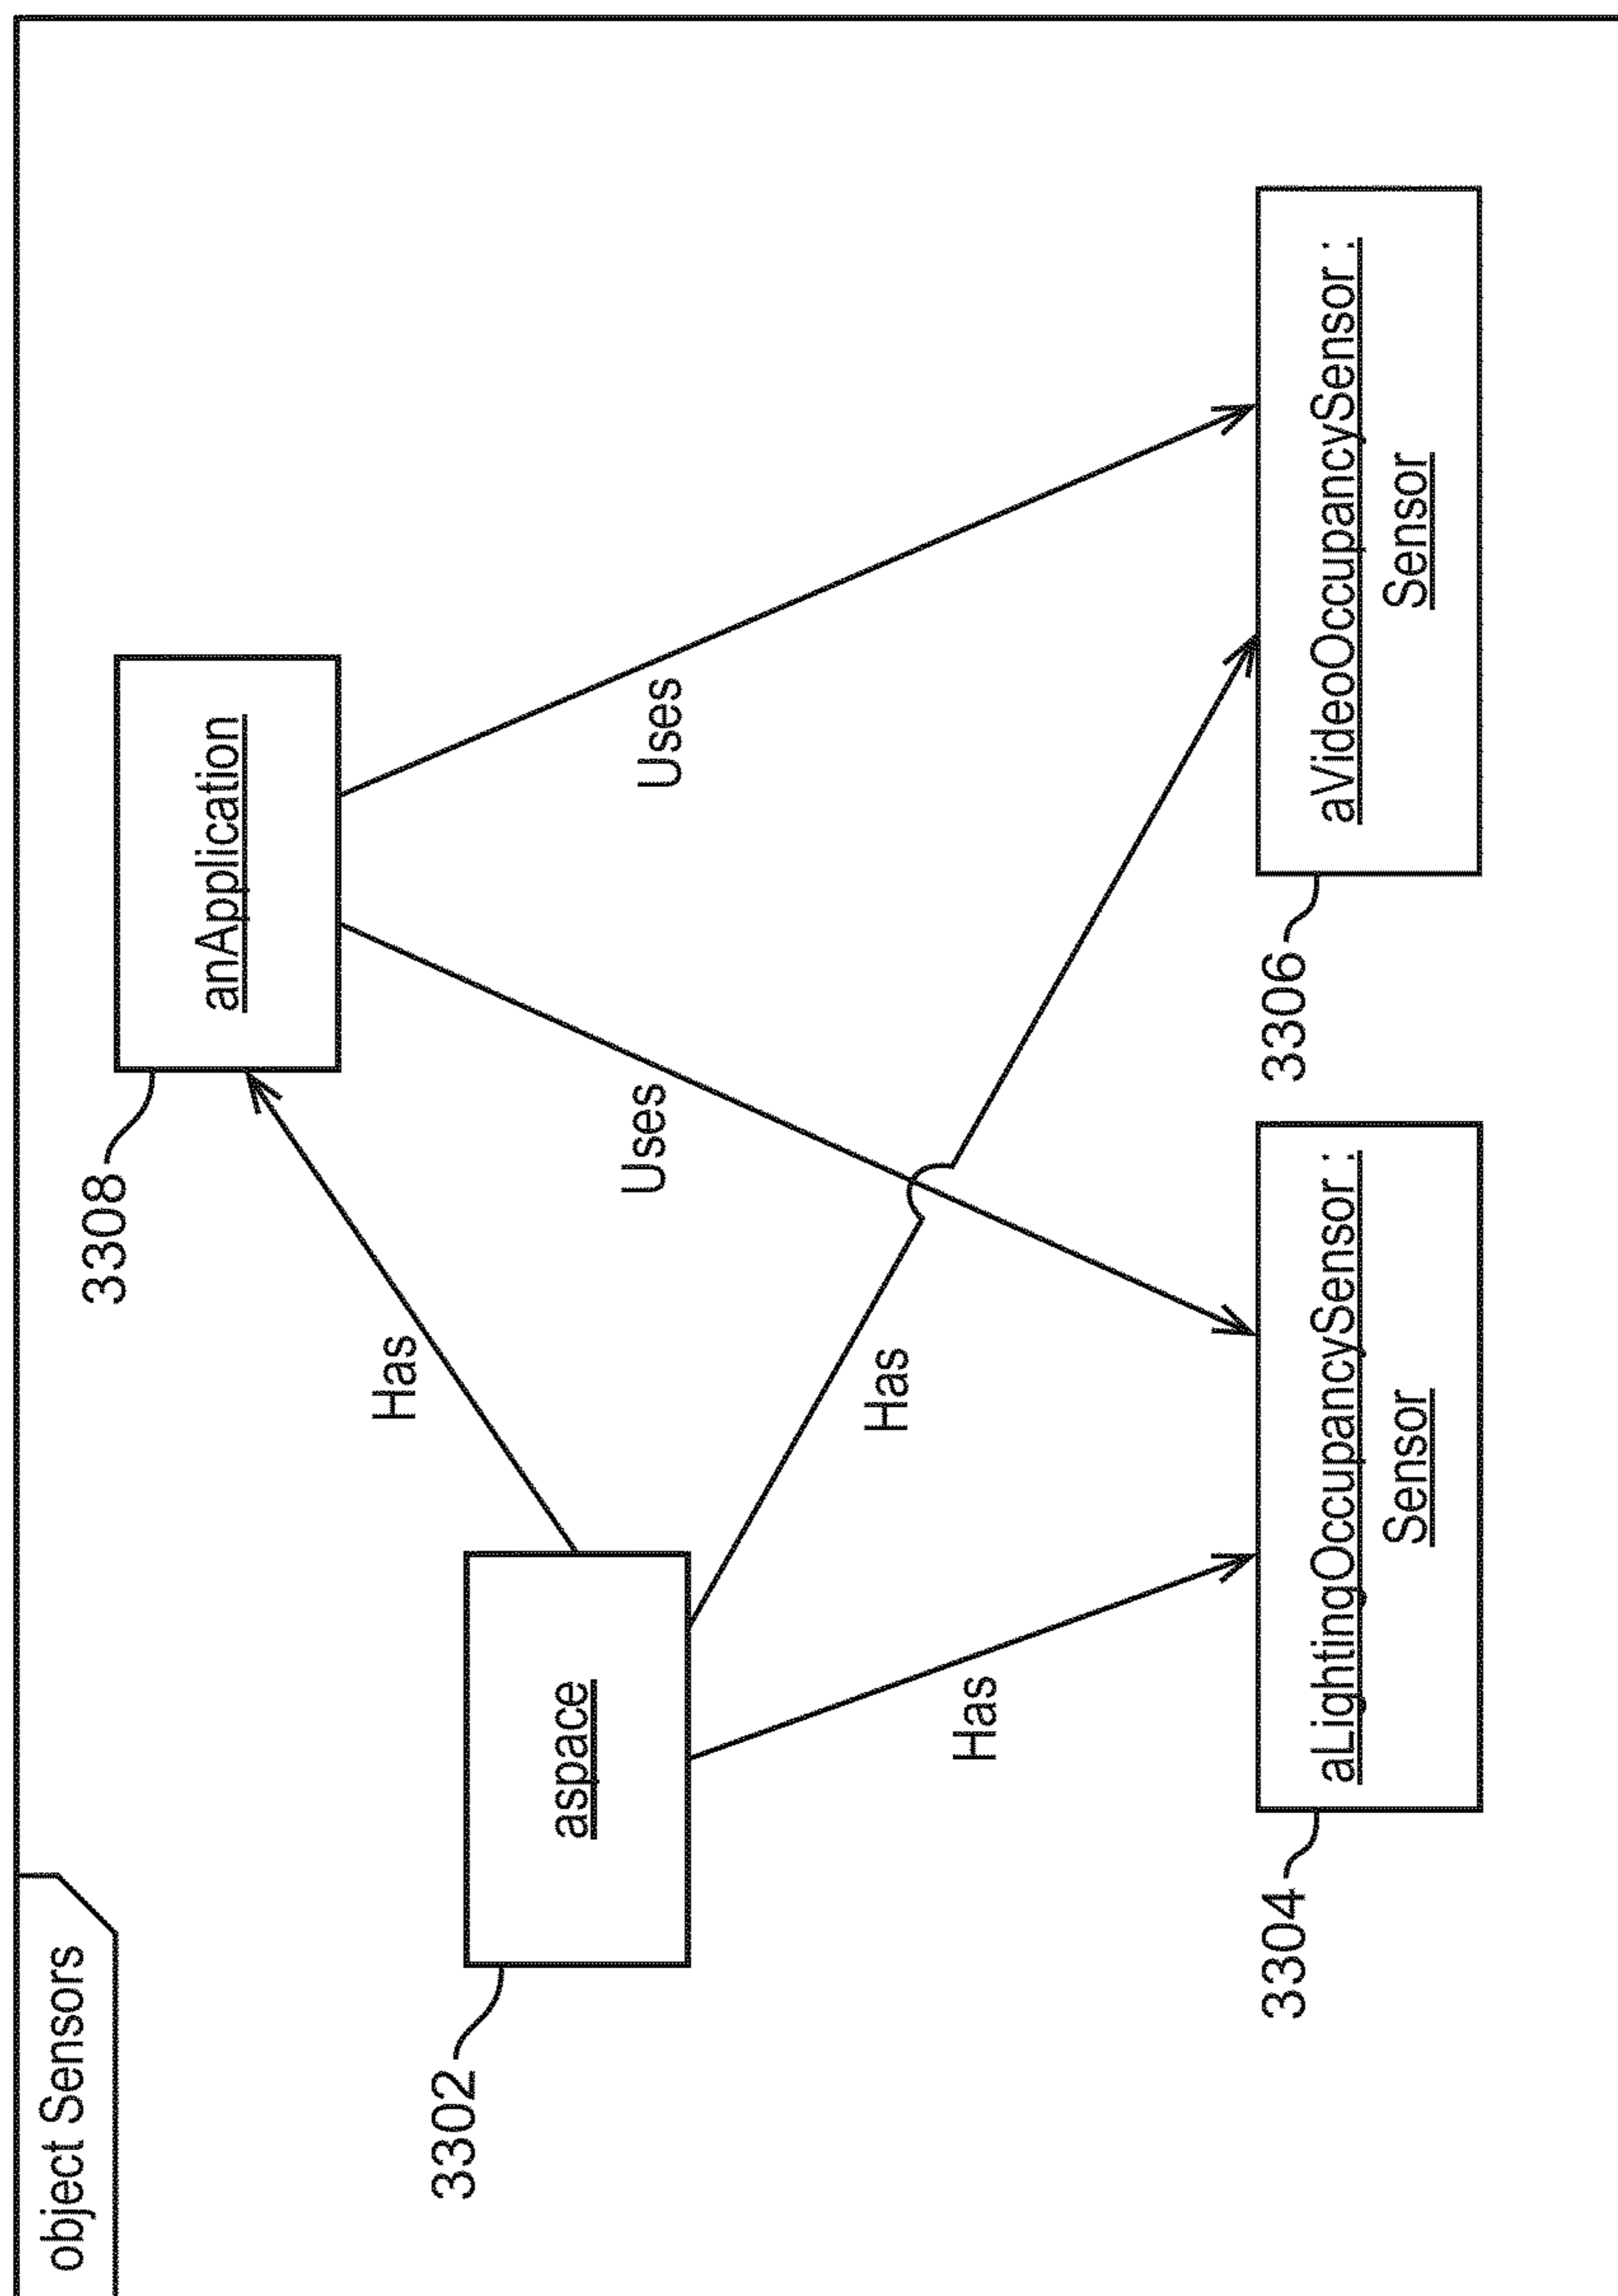 object Sensors
3308
anApplication
3302
aspace
Has
Uses
Uses
Has
Has
3304
aLightingOccupancySensor :
Sensor
3306
aVideoOccupancySensor :
Sensor